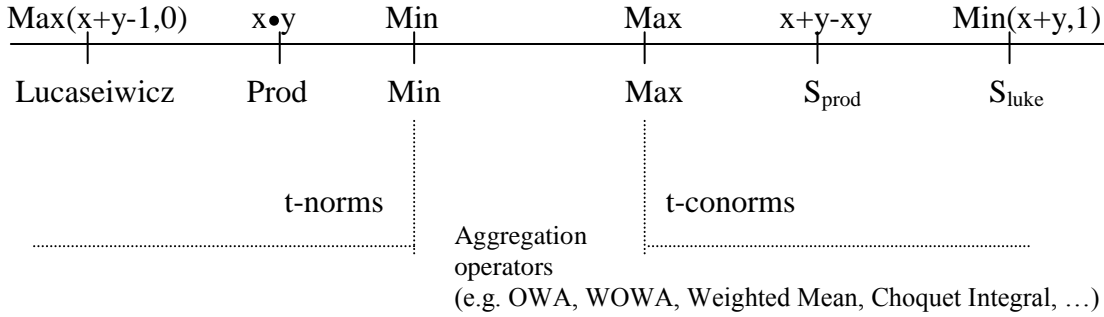 Max(x+y-1,0) x•y Min Max x+y-xy Min(x+y,1)
Lucaseiwicz Prod Min Max Sprod Sluke
t-norms t-conorms
Aggregation
operators
(e.g. OWA, WOWA, Weighted Mean, Choquet Integral, …)